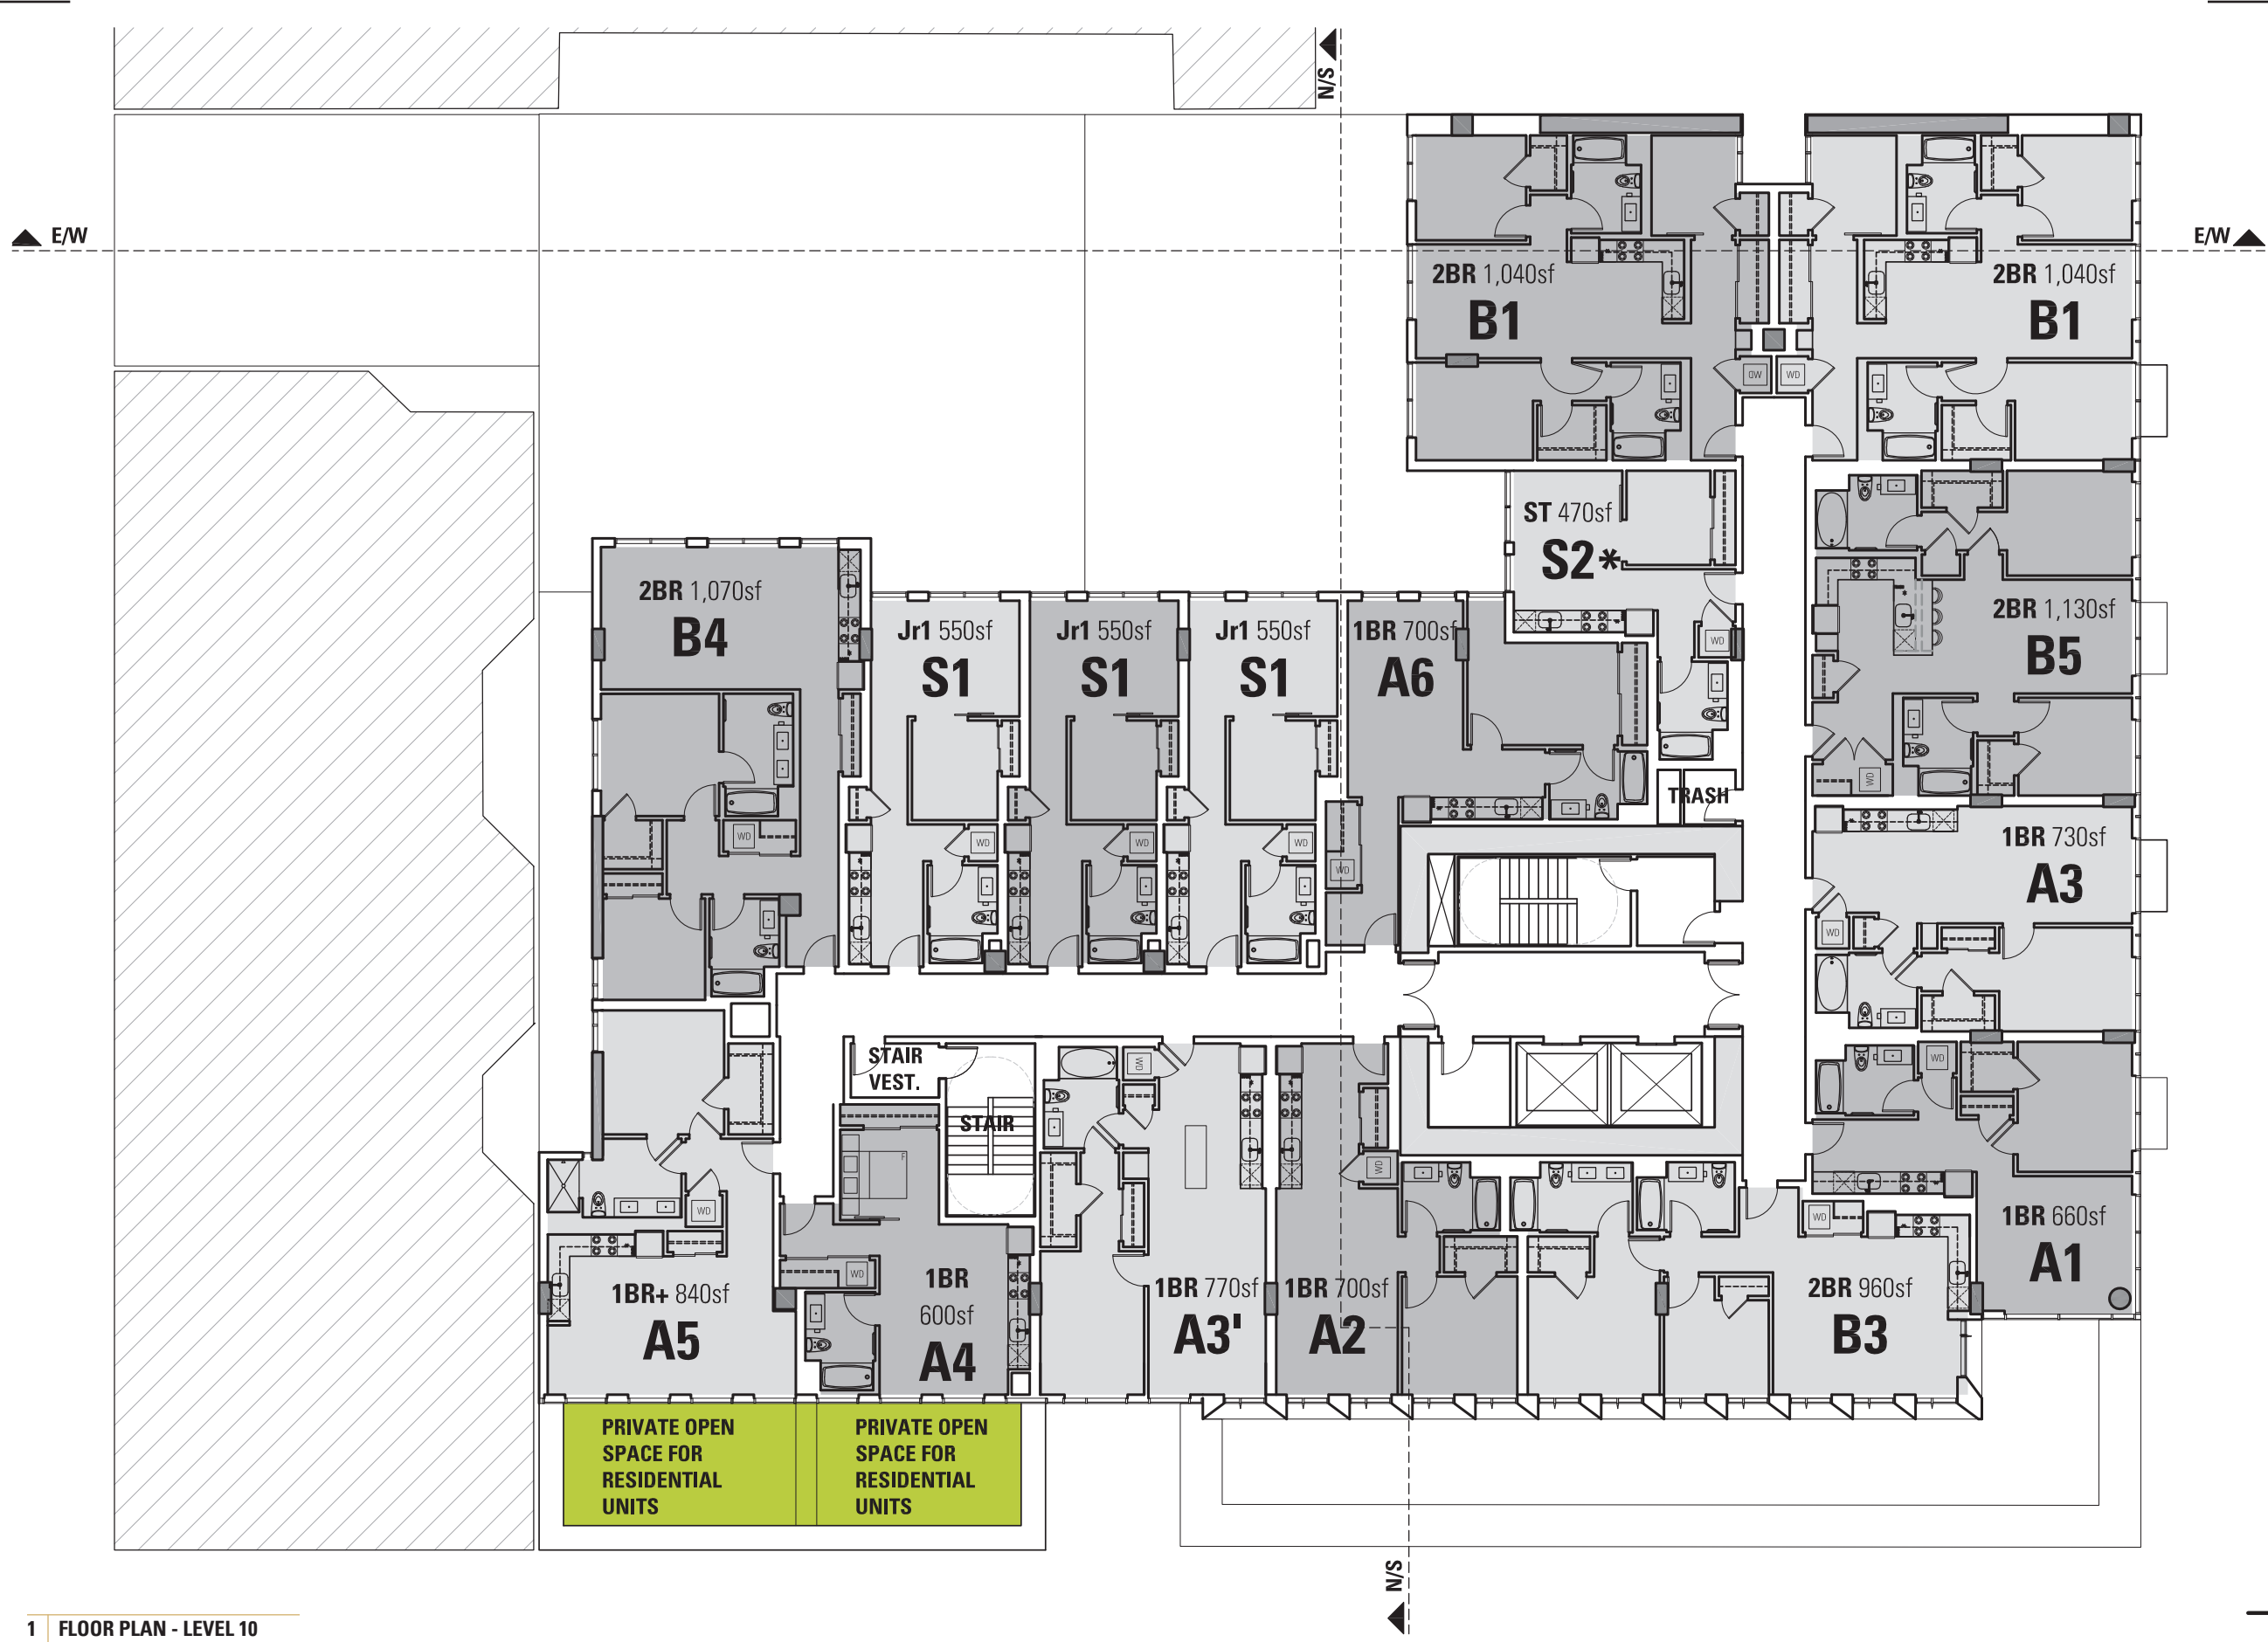 N/S
E/W
E/W
2BR 1,040sf
B1
2BR 1,040sf
B1
WD
WD
ST 470sf
S2*
WD
2BR 1,070sf
B4
WD
Jr1 550sf
S1
WD
Jr1 550sf
S1
WD
Jr1 550sf
S1
WD
1BR 700sf
A6
WD
TRASH
2BR 1,130sf
B5
WD
1BR 730sf
A3
WD
STAIR
VEST.
STAIR
WD
WD
WD
F
WD
1BR+ 840sf
A5
WD
1BR
600sf
A4
1BR 770sf
A3'
1BR 700sf
A2
WD
2BR 960sf
B3
1BR 660sf
A1
PRIVATE OPEN
SPACE FOR
RESIDENTIAL
UNITS
PRIVATE OPEN
SPACE FOR
RESIDENTIAL
UNITS
N/S
1 FLOOR PLAN - LEVEL 10